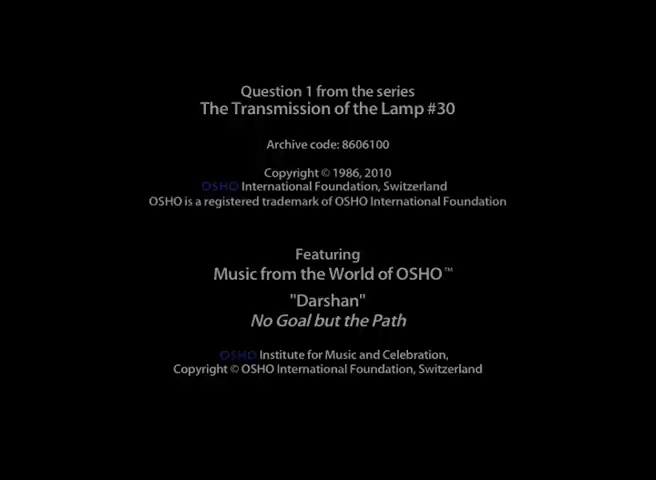 Question 1 from the series
The Transmission of the Lamp #30
Archive code: 8606100
Copyright © 1986, 2010
OSHO International Foundation, Switzerland
OSHO is a registered trademark of OSHO International Foundation
Featuring
Music from the World of OSHO™
"Darshan"
No Goal but the Path
OSHO Institute for Music and Celebration,
Copyright © OSHO International Foundation, Switzerland